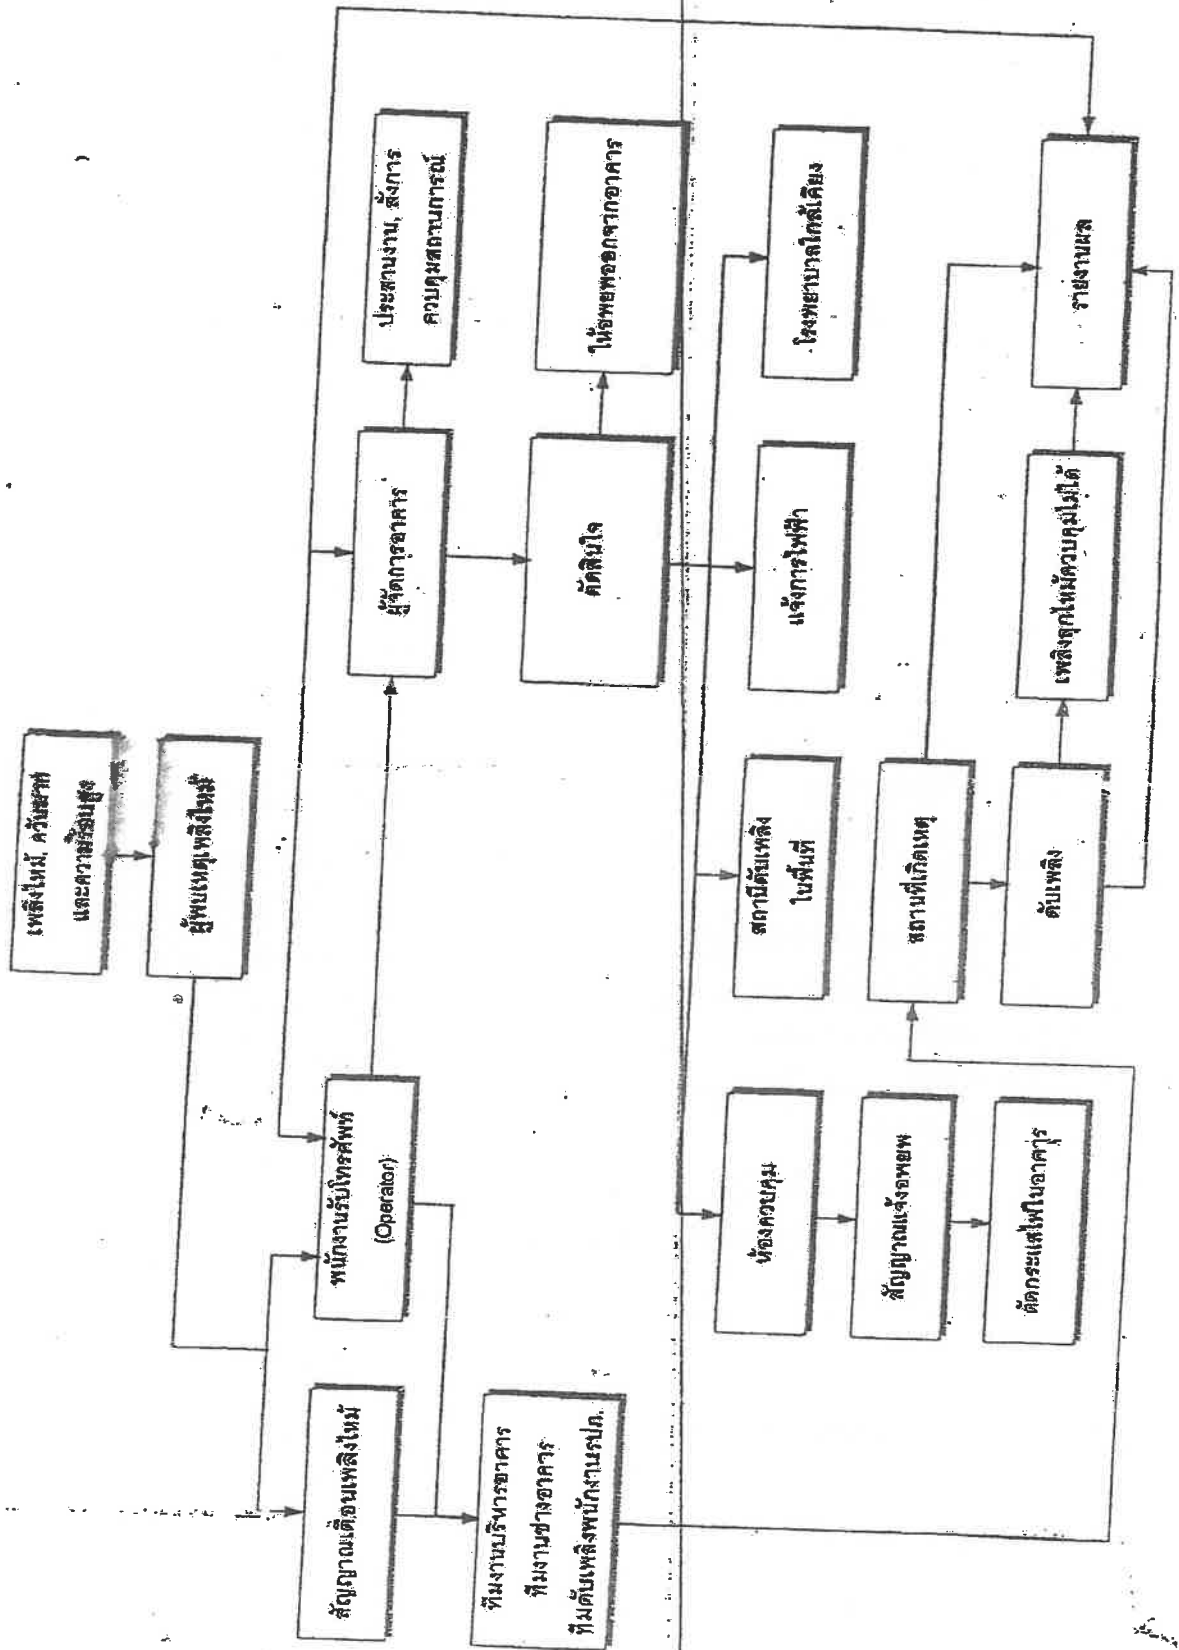 เพลิงไหม้, ควันมาก
และความร้อนสูง
ผู้พบเหตุเพลิงไหม้
สัญญาณเตือนเพลิงไหม้
พนักงานรับโทรศัพท์
(Operator)
ผู้จัดการอาคาร
ประสานงาน, สั่งการ
ควบคุมสถานการณ์
ทีมงานบริหารอาคาร
ทีมงานช่างอาคาร
ทีมดับเพลิงพนักงานรปภ.
ตัดสินใจ
ให้อพยพออกจากอาคาร
ห้องควบคุม
สถานีดับเพลิง
ในพื้นที่
แจ้งการไฟฟ้า
โรงพยาบาลใกล้เคียง
สัญญาณแจ้งอพยพ
สถานที่เกิดเหตุ
ตัดกระแสไฟในอาคาร
ดับเพลิง
เพลิงลุกไหม้ควบคุมไม่ได้
รายงานผล